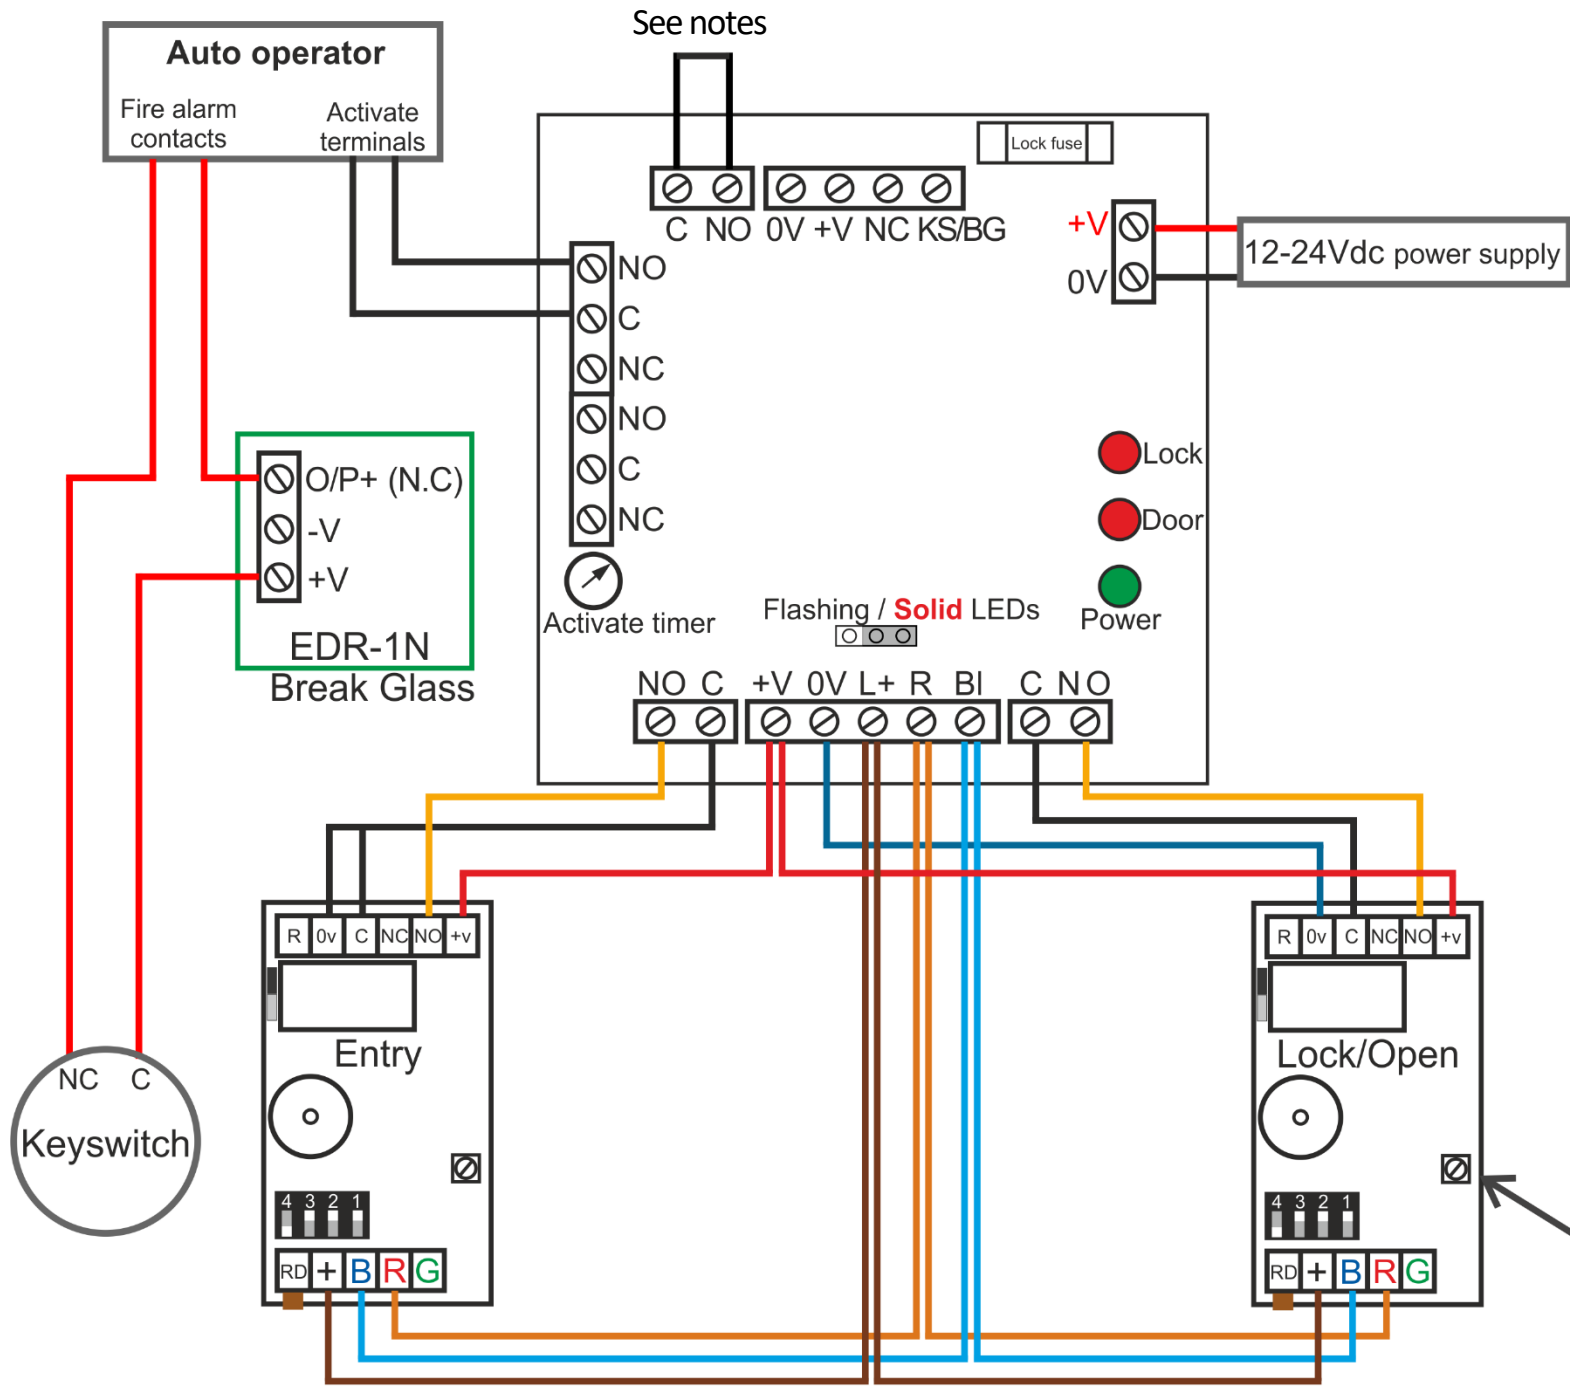 See notes
Auto operator
Fire alarm
contacts
Activate
terminals
Lock fuse
C NO 0V +V NC KS/BG
+V
0V
12-24Vdc power supply
NO
C
NC
NO
C
NC
Activate timer
O/P+ (N.C)
-V
+V
EDR-1N
Break Glass
Lock
Door
Power
Flashing / Solid LEDs
NO C +V 0V L+ R BI C N O
R 0v C NC NO +v
Entry
4 3 2 1
RD + B R G
NC C
Keyswitch
R 0v C NC NO +v
Lock/Open
4 3 2 1
RD + B R G